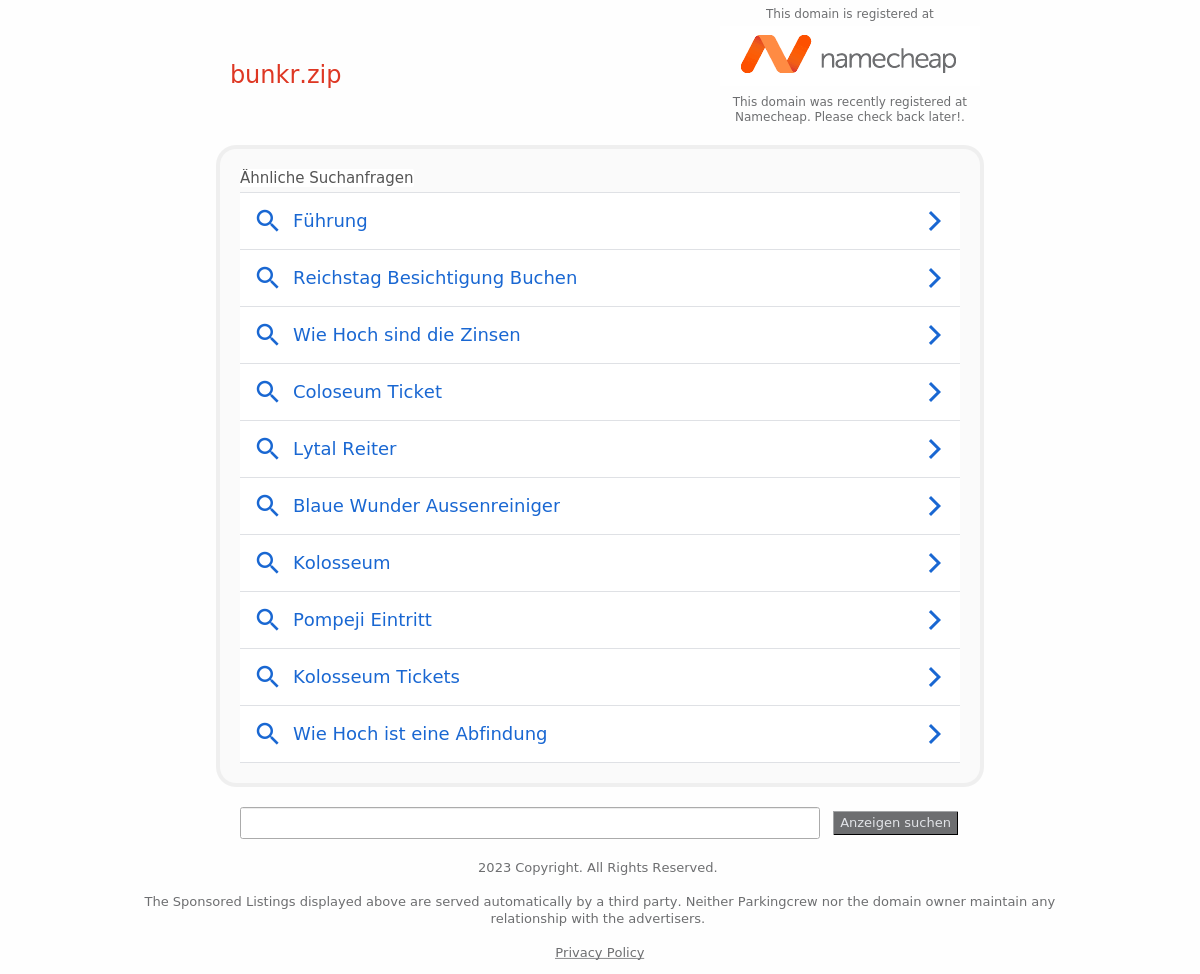 This domain is registered at
namecheap
bunkr.zip
This domain was recently registered at
Namecheap. Please check back later!.
Ähnliche Suchanfragen
Führung
Reichstag Besichtigung Buchen
Wie Hoch sind die Zinsen
Coloseum Ticket
Lytal Reiter
Blaue Wunder Aussenreiniger
Kolosseum
Pompeji Eintritt
Kolosseum Tickets
Wie Hoch ist eine Abfindung
Anzeigen suchen
2023 Copyright. All Rights Reserved.
The Sponsored Listings displayed above are served automatically by a third party. Neither Parkingcrew nor the domain owner maintain any
relationship with the advertisers.
Privacy Policy